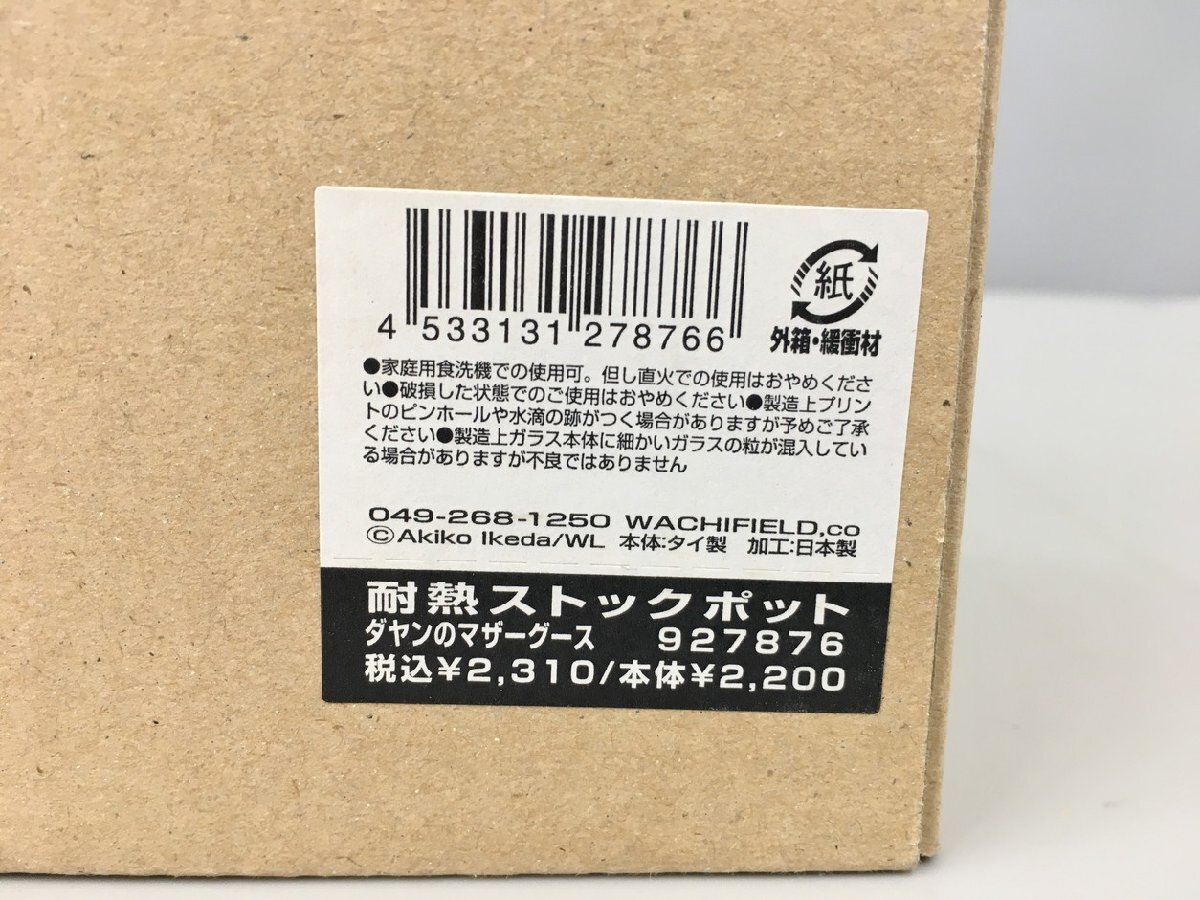 4 533131 278766
紙
外箱・緩衝材
●家庭用食洗機での使用可。但し直火での使用はおやめくださ
い●破損した状態でのご使用はおやめください●製造上プリン
トのピンホールや水滴の跡がつく場合がありますが予めご了承
ください●製造上ガラス本体に細かいガラスの粒が混入してい
る場合がありますが不良ではありません
049-268-1250 WACHIFIELD,co
©Akiko Ikeda/WL 本体:タイ製 加工:日本製
耐熱ストックポット
ダヤンのマザーグース 927876
税込¥2,310/本体¥2,200